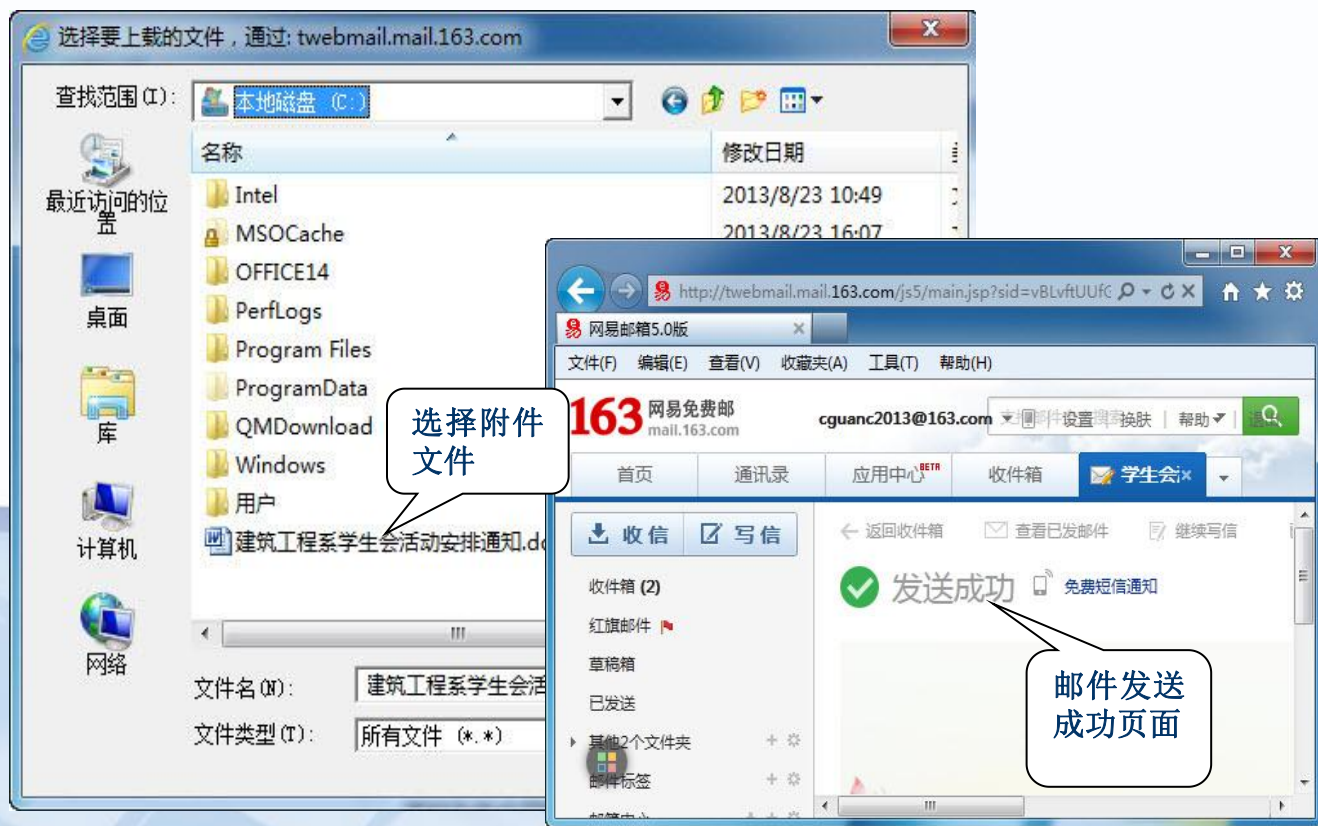 选择要上载的文件，通过: twebmail.mail.163.com
查找范围(I):
本地磁盘 (C:)
名称
修改日期
最近访问的位置
桌面
库
计算机
网络
Intel
2013/8/23 10:49
MSOCache
2013/8/23 16:07
OFFICE14
PerfLogs
Program Files
ProgramData
QMDownload
Windows
用户
建筑工程系学生会活动安排通知.do
选择附件
文件
文件名(N):
建筑工程系学生会活
文件类型(T):
所有文件 (*.*)
http://twebmail.mail.163.com/js5/main.jsp?sid=vBLvftUUfG
网易邮箱5.0版
文件(F) 编辑(E) 查看(V) 收藏夹(A) 工具(T) 帮助(H)
163 网易免费邮
mail.163.com
cguanc2013@163.com
设置
换肤 | 帮助
首页
通讯录
应用中心BETA
收件箱
学生会
收信
写信
返回收件箱
查看已发邮件
继续写信
发送成功
免费短信通知
收件箱 (2)
红旗邮件
草稿箱
已发送
其他2个文件夹
邮件标签
邮件发送
成功页面